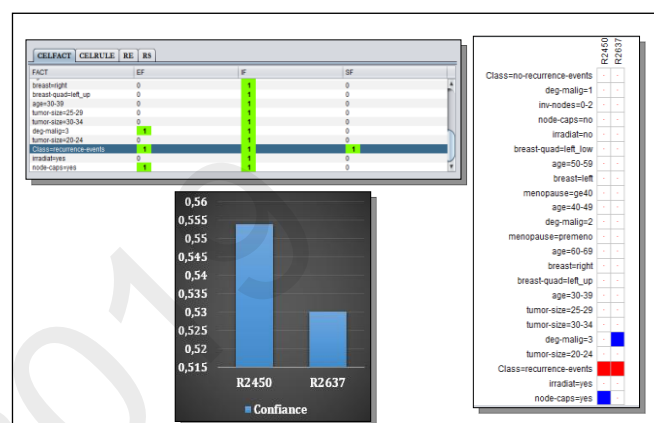 CELFACT CELRULE RE RS
FACT EF IF SF
breast=right 0 1 0
breast-quad=left_up 0 1 0
age=30-39 0 1 0
tumor-size=25-29 0 1 0
tumor-size=30-34 0 1 0
deg-malig=3 1 1 0
tumor-size=20-24 0 1 0
Class=recurrence-events 1 1 1
irradiat=yes 0 1 0
node-caps=yes 1 1 0
0,56
0,555
0,55
0,545
0,54
0,535
0,53
0,525
0,52
0,515
R2450 R2637
Confiance
R2450
R2637
Class=no-recurrence-events
deg-malig=1
inv-nodes=0-2
node-caps=no
irradiat=no
breast-quad=left_low
age=50-59
breast=left
menopause=ge40
age=40-49
deg-malig=2
menopause=premeno
age=60-69
breast=right
breast-quad=left_up
age=30-39
tumor-size=25-29
tumor-size=30-34
deg-malig=3
tumor-size=20-24
Class=recurrence-events
irradiat=yes
node-caps=yes